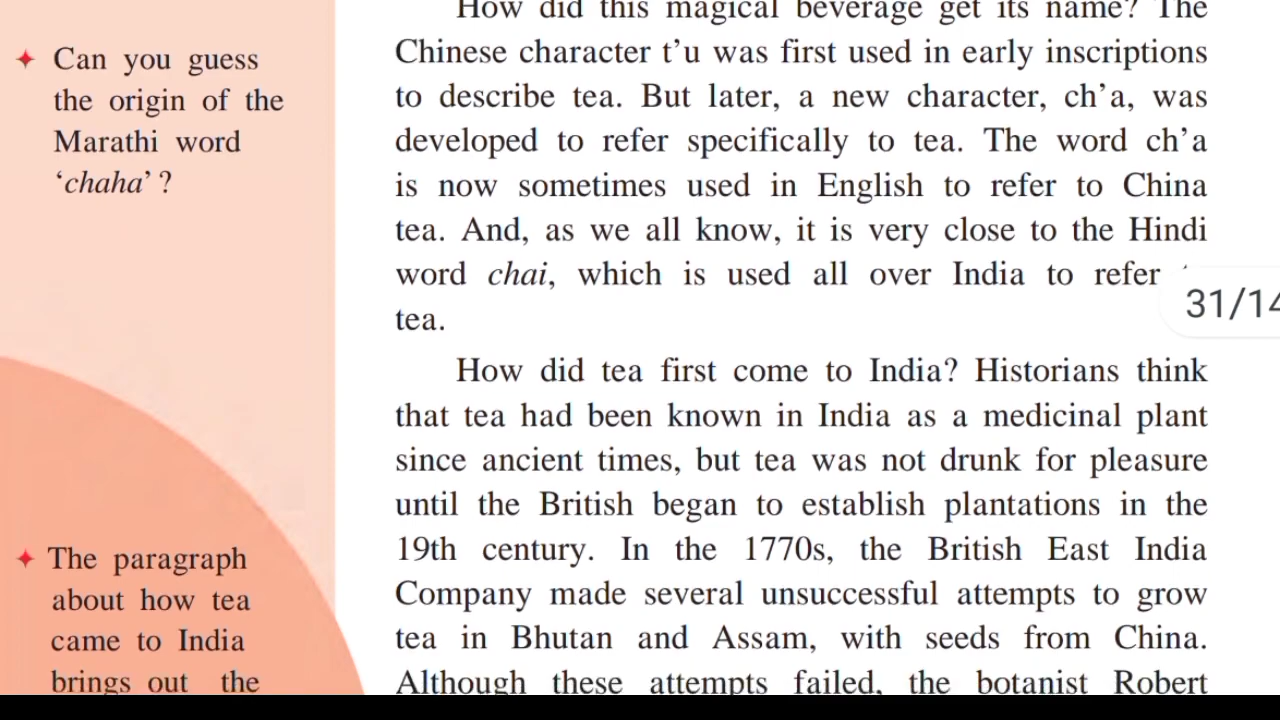 ✦ Can you guess
the origin of the
Marathi word
‘chaha’ ?
✦ The paragraph
about how tea
came to India
brings out the
How did this magical beverage get its name? The
Chinese character t’u was first used in early inscriptions
to describe tea. But later, a new character, ch’a, was
developed to refer specifically to tea. The word ch’a
is now sometimes used in English to refer to China
tea. And, as we all know, it is very close to the Hindi
word chai, which is used all over India to refer
tea.
How did tea first come to India? Historians think
that tea had been known in India as a medicinal plant
since ancient times, but tea was not drunk for pleasure
until the British began to establish plantations in the
19th century. In the 1770s, the British East India
Company made several unsuccessful attempts to grow
tea in Bhutan and Assam, with seeds from China.
Although these attempts failed, the botanist Robert
31/14